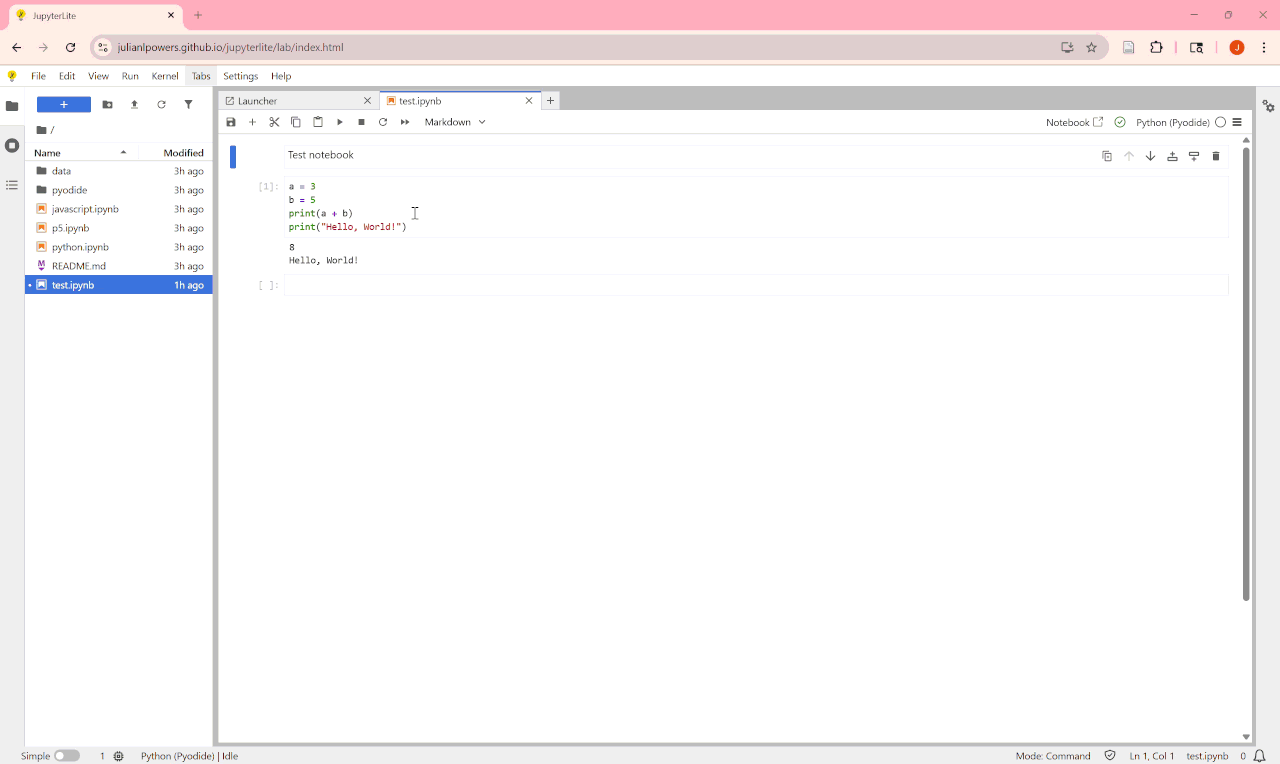 JupyterLite
julianlpowers.github.io/jupyterlite/lab/index.html
J
File Edit View Run Kernel Tabs Settings Help
+
/
Name Modified
data 3h ago
pyodide 3h ago
javascript.ipynb 3h ago
p5.ipynb 3h ago
python.ipynb 3h ago
M README.md 3h ago
test.ipynb 1h ago
Launcher
test.ipynb
Markdown
Notebook
Python (Pyodide)
Test notebook
[1]: a = 3
b = 5
print(a + b)
print("Hello, World!")
8
Hello, World!
[ ]:
Simple 1 Python (Pyodide) | Idle
Mode: Command Ln 1, Col 1 test.ipynb 0